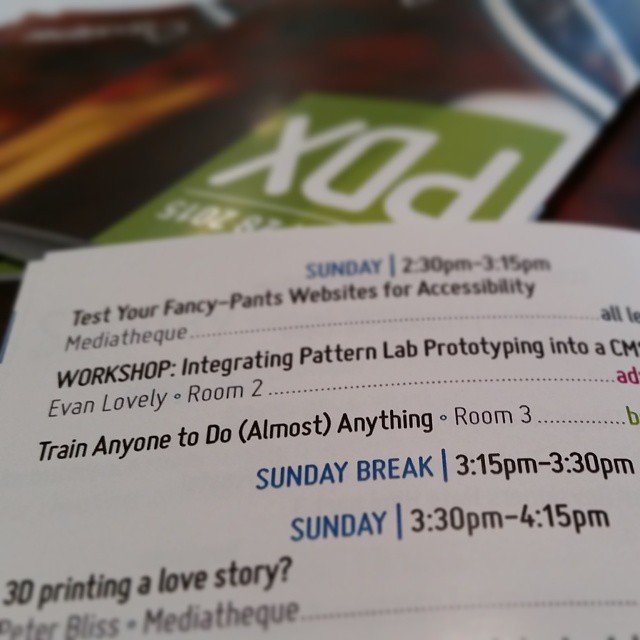 PDX
2015
SUNDAY | 2:30pm–3:15pm
Test Your Fancy–Pants Websites for Accessibility
Mediatheque....................all le
WORKSHOP: Integrating Pattern Lab Prototyping into a CMS
Evan Lovely ◦ Room 2....................ad
Train Anyone to Do (Almost) Anything ◦ Room 3..............b
SUNDAY BREAK | 3:15pm–3:30pm
SUNDAY | 3:30pm–4:15pm
3D printing a love story?
Peter Bliss • Mediatheque....................